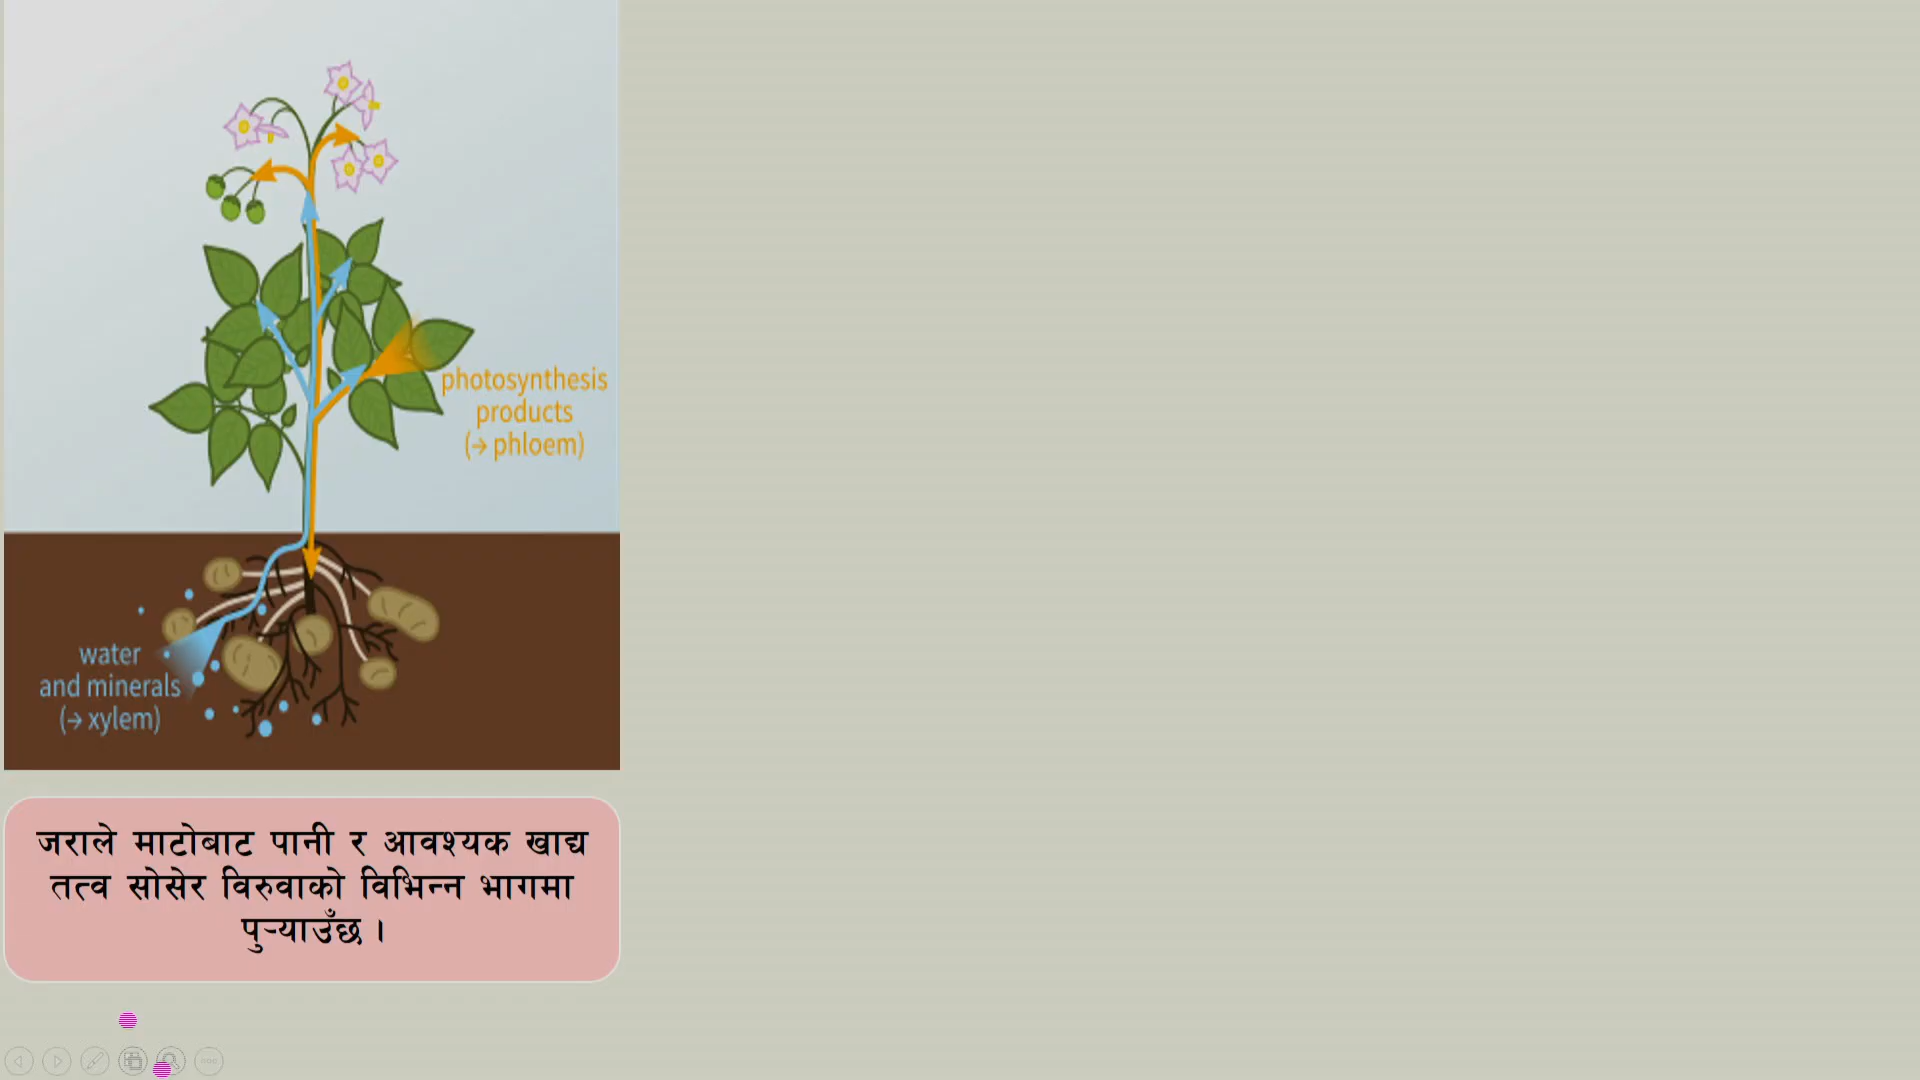 photosynthesis
products
(→ phloem)
water
and minerals
(→ xylem)
जराले माटोबाट पानी र आवश्यक खाद्य
तत्व सोसेर विरुवाको विभिन्न भागमा
पुऱ्याउँछ ।